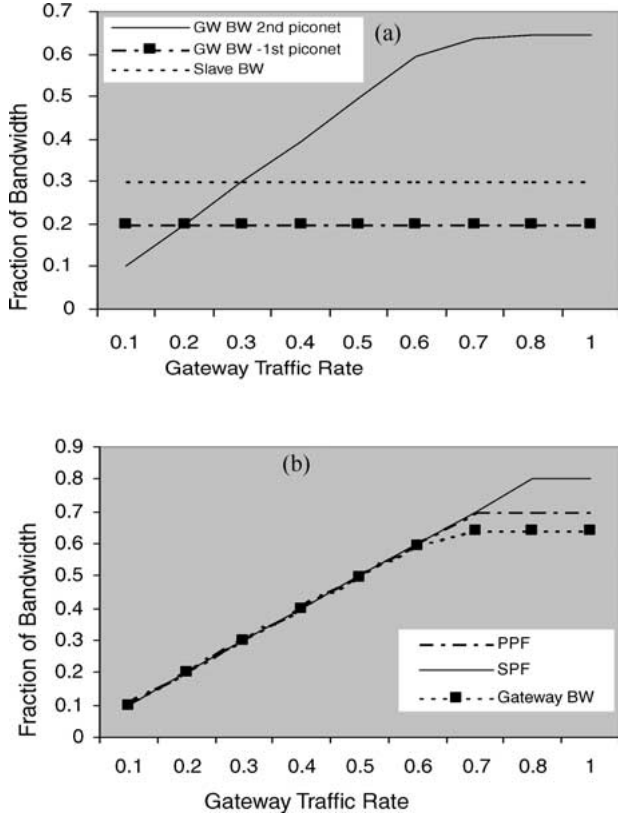 0.7
0.6
0.5
0.4
0.3
0.2
0.1
0
Fraction of Bandwidth
GW BW 2nd piconet
GW BW -1st piconet
Slave BW
(a)
0.1 0.2 0.3 0.4 0.5 0.6 0.7 0.8 1
Gateway Traffic Rate
0.9
0.8
0.7
0.6
0.5
0.4
0.3
0.2
0.1
0
Fraction of Bandwidth
(b)
PPF
SPF
Gateway BW
0.1 0.2 0.3 0.4 0.5 0.6 0.7 0.8 1
Gateway Traffic Rate